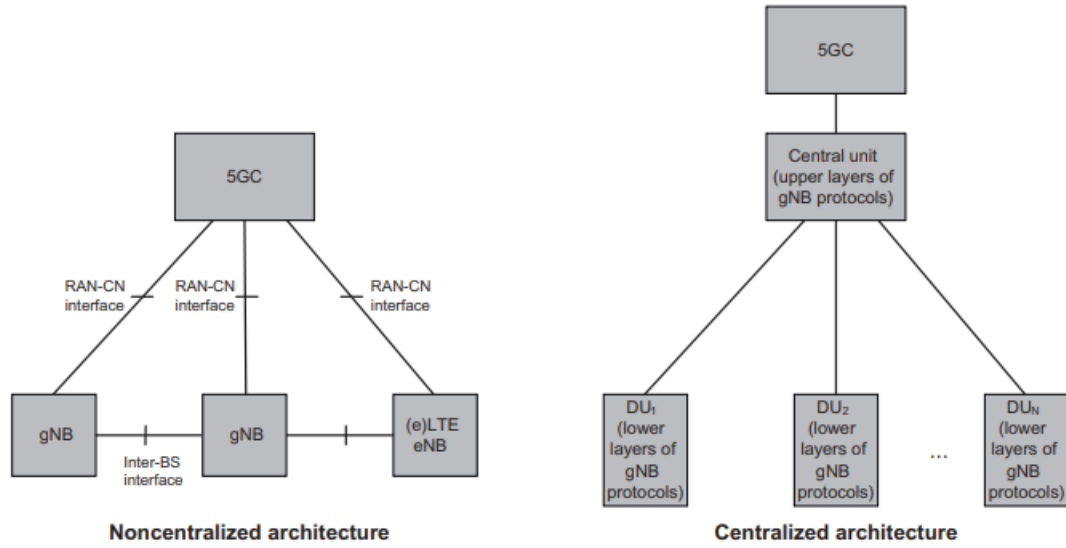 5GC
RAN-CN
interface
RAN-CN
interface
RAN-CN
interface
gNB
gNB
(e)LTE
eNB
Inter-BS
interface
Noncentralized architecture
5GC
Central unit
(upper layers of
gNB protocols)
DU₁
(lower
layers of
gNB
protocols)
DU₂
(lower
layers of
gNB
protocols)
...
DUN
(lower
layers of
gNB
protocols)
Centralized architecture